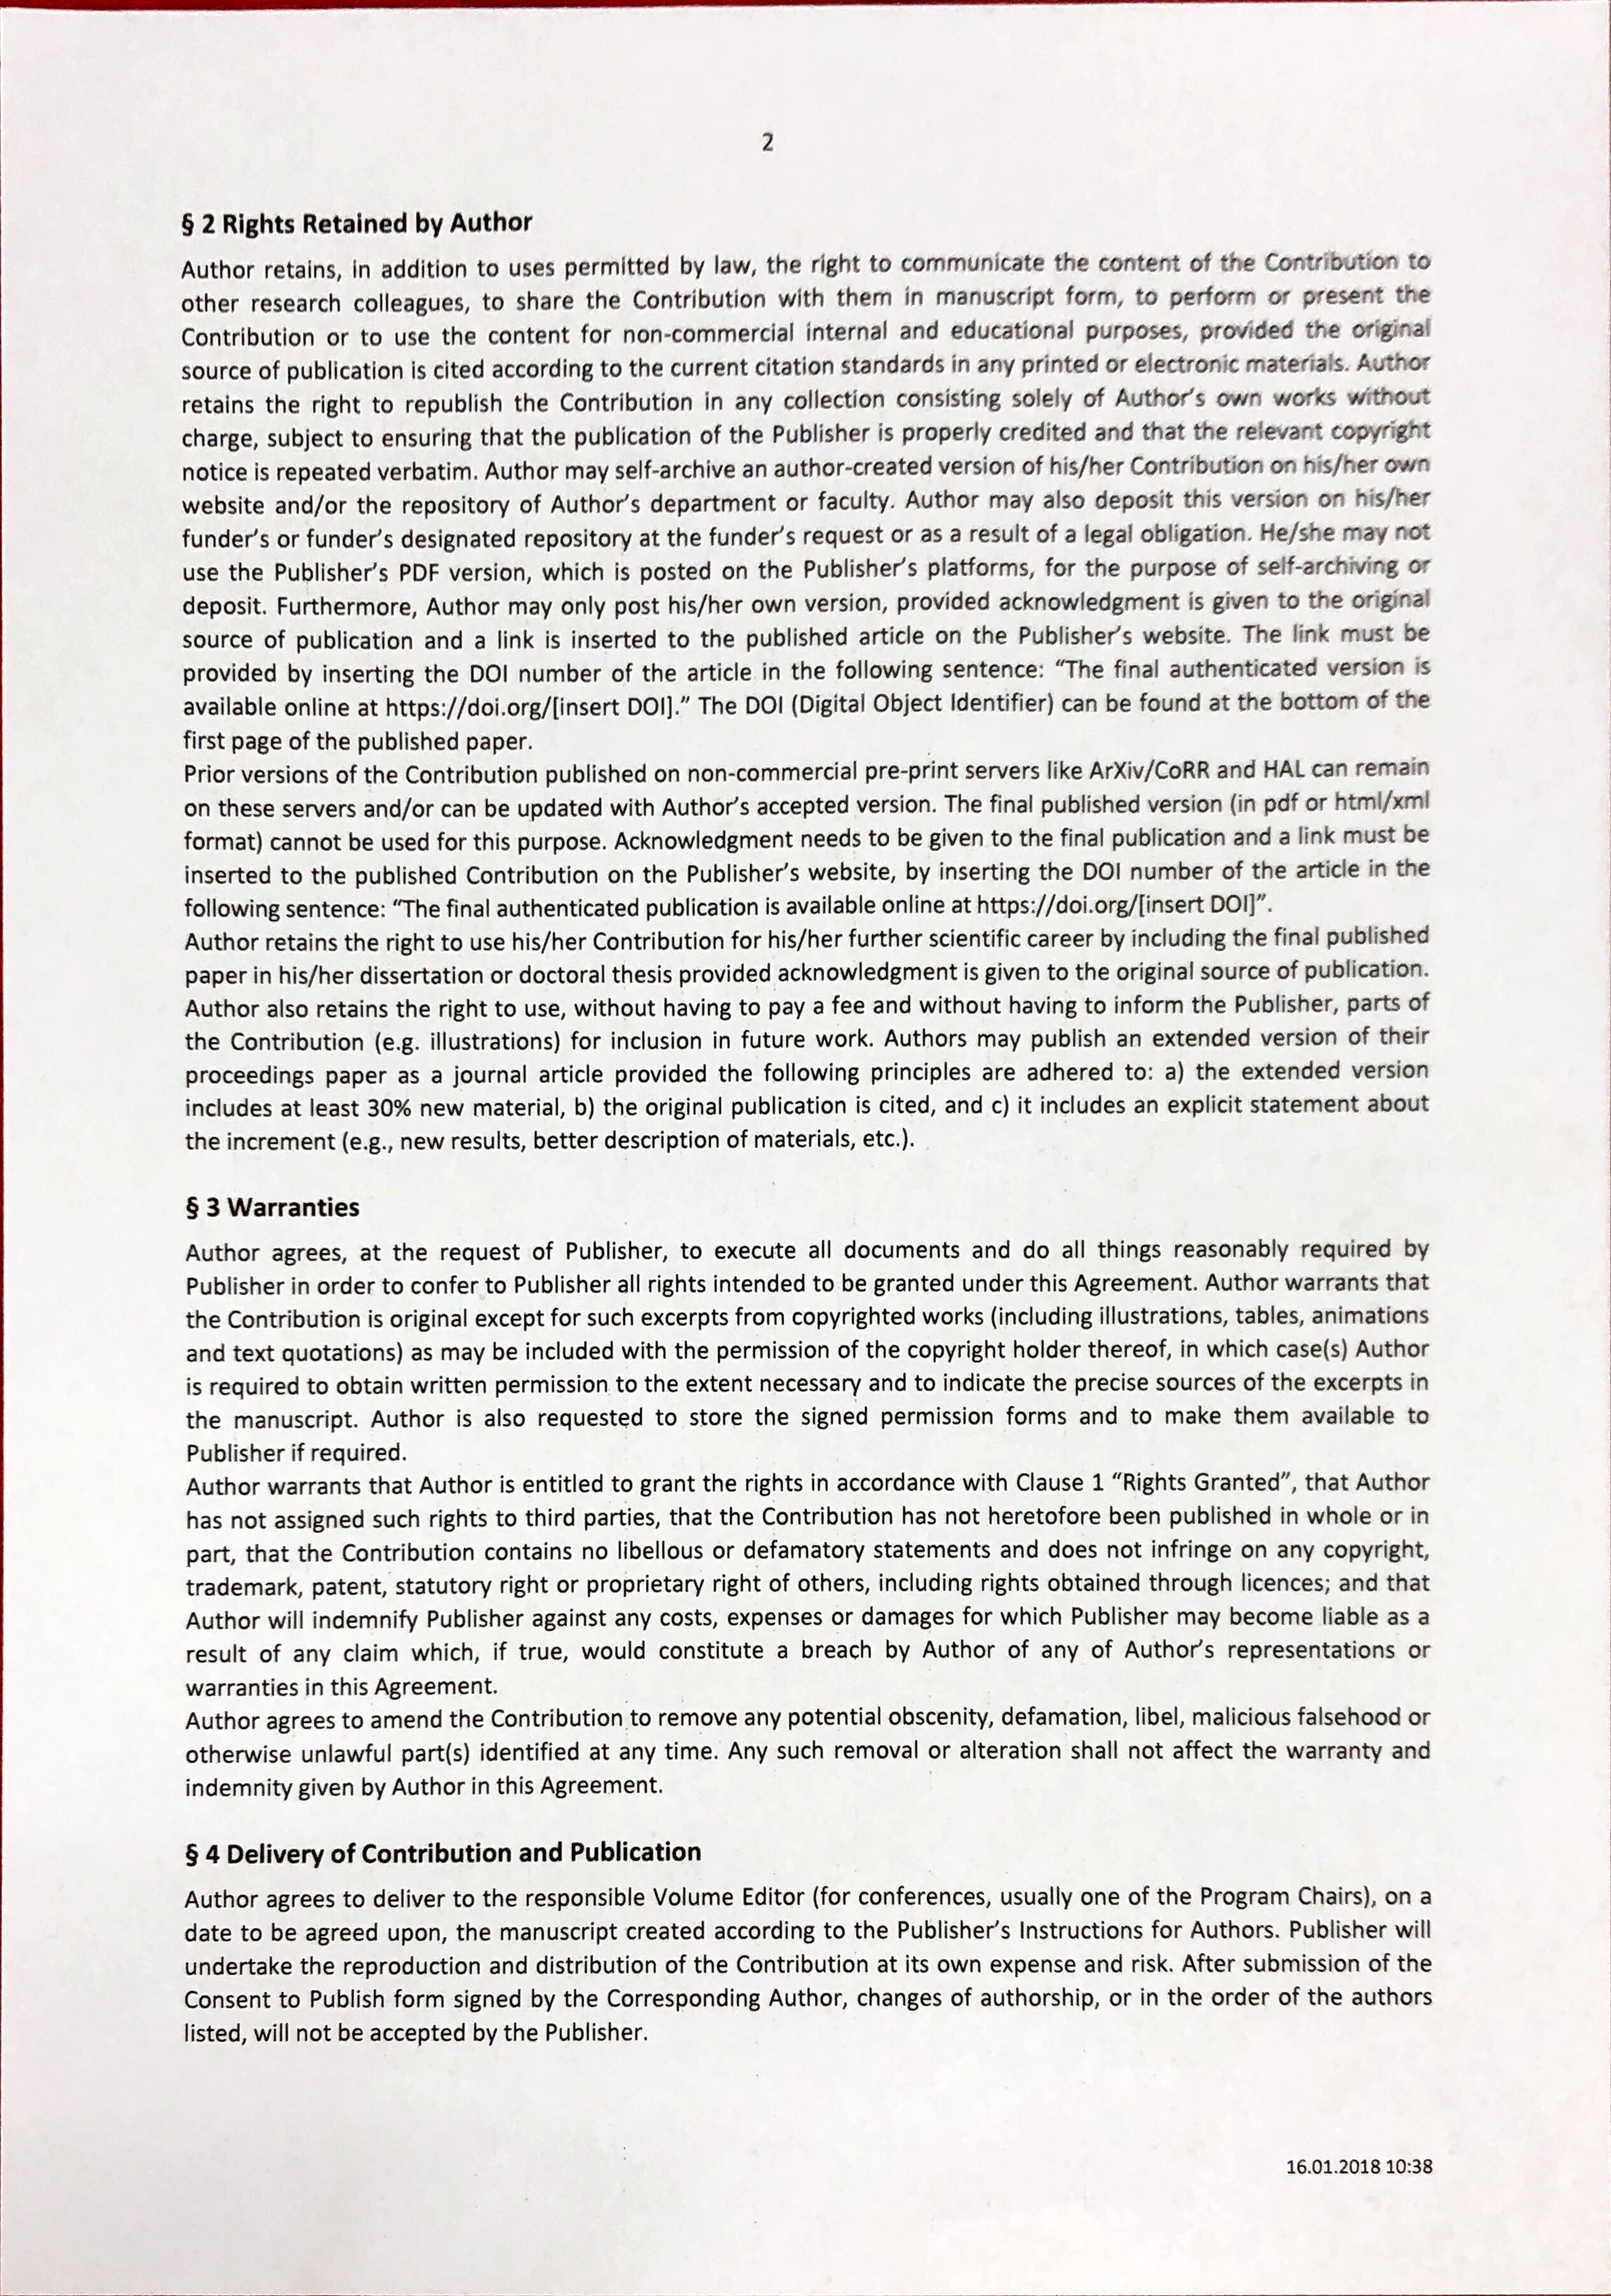 2
§ 2 Rights Retained by Author
Author retains, in addition to uses permitted by law, the right to communicate the content of the Contribution to
other research colleagues, to share the Contribution with them in manuscript form, to perform or present the
Contribution or to use the content for non-commercial internal and educational purposes, provided the original
source of publication is cited according to the current citation standards in any printed or electronic materials. Author
retains the right to republish the Contribution in any collection consisting solely of Author’s own works without
charge, subject to ensuring that the publication of the Publisher is properly credited and that the relevant copyright
notice is repeated verbatim. Author may self-archive an author-created version of his/her Contribution on his/her own
website and/or the repository of Author’s department or faculty. Author may also deposit this version on his/her
funder’s or funder’s designated repository at the funder’s request or as a result of a legal obligation. He/she may not
use the Publisher’s PDF version, which is posted on the Publisher’s platforms, for the purpose of self-archiving or
deposit. Furthermore, Author may only post his/her own version, provided acknowledgment is given to the original
source of publication and a link is inserted to the published article on the Publisher’s website. The link must be
provided by inserting the DOI number of the article in the following sentence: “The final authenticated version is
available online at https://doi.org/[insert DOI].” The DOI (Digital Object Identifier) can be found at the bottom of the
first page of the published paper.
Prior versions of the Contribution published on non-commercial pre-print servers like ArXiv/CoRR and HAL can remain
on these servers and/or can be updated with Author’s accepted version. The final published version (in pdf or html/xml
format) cannot be used for this purpose. Acknowledgment needs to be given to the final publication and a link must be
inserted to the published Contribution on the Publisher’s website, by inserting the DOI number of the article in the
following sentence: “The final authenticated publication is available online at https://doi.org/[insert DOI]”.
Author retains the right to use his/her Contribution for his/her further scientific career by including the final published
paper in his/her dissertation or doctoral thesis provided acknowledgment is given to the original source of publication.
Author also retains the right to use, without having to pay a fee and without having to inform the Publisher, parts of
the Contribution (e.g. illustrations) for inclusion in future work. Authors may publish an extended version of their
proceedings paper as a journal article provided the following principles are adhered to: a) the extended version
includes at least 30% new material, b) the original publication is cited, and c) it includes an explicit statement about
the increment (e.g., new results, better description of materials, etc.).
§ 3 Warranties
Author agrees, at the request of Publisher, to execute all documents and do all things reasonably required by
Publisher in order to confer to Publisher all rights intended to be granted under this Agreement. Author warrants that
the Contribution is original except for such excerpts from copyrighted works (including illustrations, tables, animations
and text quotations) as may be included with the permission of the copyright holder thereof, in which case(s) Author
is required to obtain written permission to the extent necessary and to indicate the precise sources of the excerpts in
the manuscript. Author is also requested to store the signed permission forms and to make them available to
Publisher if required.
Author warrants that Author is entitled to grant the rights in accordance with Clause 1 “Rights Granted”, that Author
has not assigned such rights to third parties, that the Contribution has not heretofore been published in whole or in
part, that the Contribution contains no libellous or defamatory statements and does not infringe on any copyright,
trademark, patent, statutory right or proprietary right of others, including rights obtained through licences; and that
Author will indemnify Publisher against any costs, expenses or damages for which Publisher may become liable as a
result of any claim which, if true, would constitute a breach by Author of any of Author’s representations or
warranties in this Agreement.
Author agrees to amend the Contribution to remove any potential obscenity, defamation, libel, malicious falsehood or
otherwise unlawful part(s) identified at any time. Any such removal or alteration shall not affect the warranty and
indemnity given by Author in this Agreement.
§ 4 Delivery of Contribution and Publication
Author agrees to deliver to the responsible Volume Editor (for conferences, usually one of the Program Chairs), on a
date to be agreed upon, the manuscript created according to the Publisher’s Instructions for Authors. Publisher will
undertake the reproduction and distribution of the Contribution at its own expense and risk. After submission of the
Consent to Publish form signed by the Corresponding Author, changes of authorship, or in the order of the authors
listed, will not be accepted by the Publisher.
16.01.2018 10:38